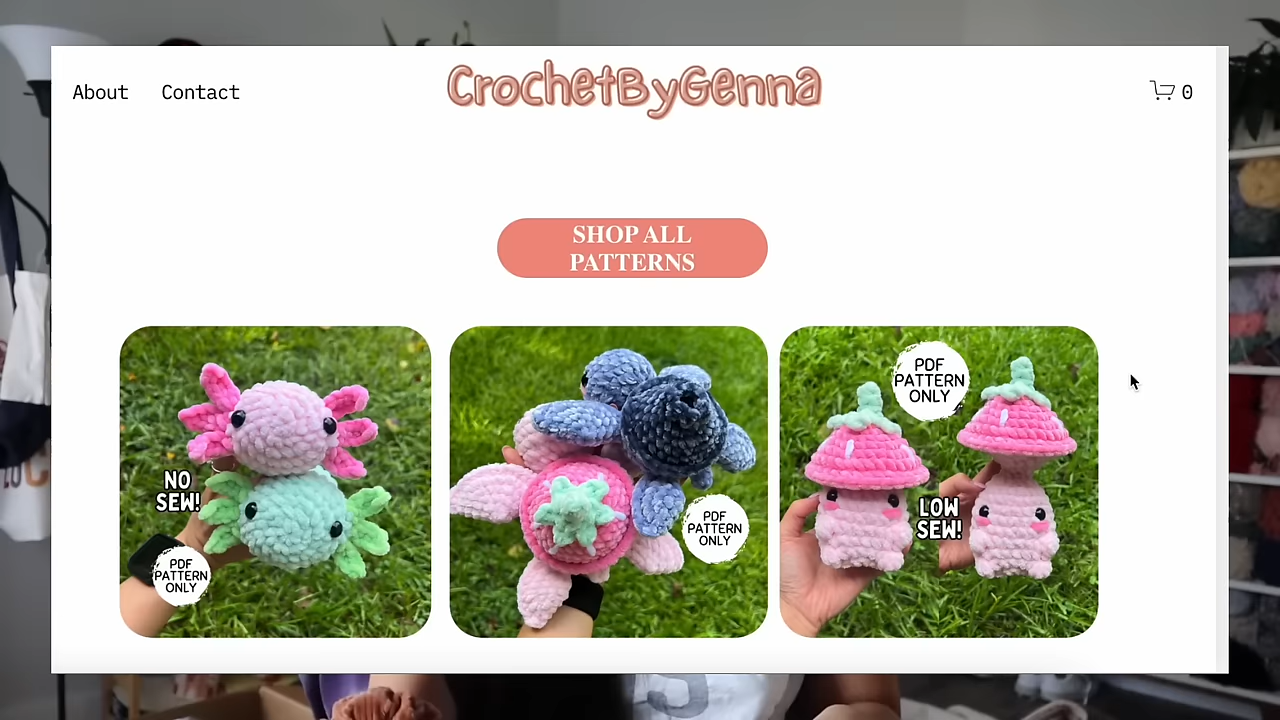 About Contact
CrochetByGenna
0
SHOP ALL
PATTERNS
NO
SEW!
PDF
PATTERN
ONLY
PDF
PATTERN
ONLY
PDF
PATTERN
ONLY
LOW
SEW!